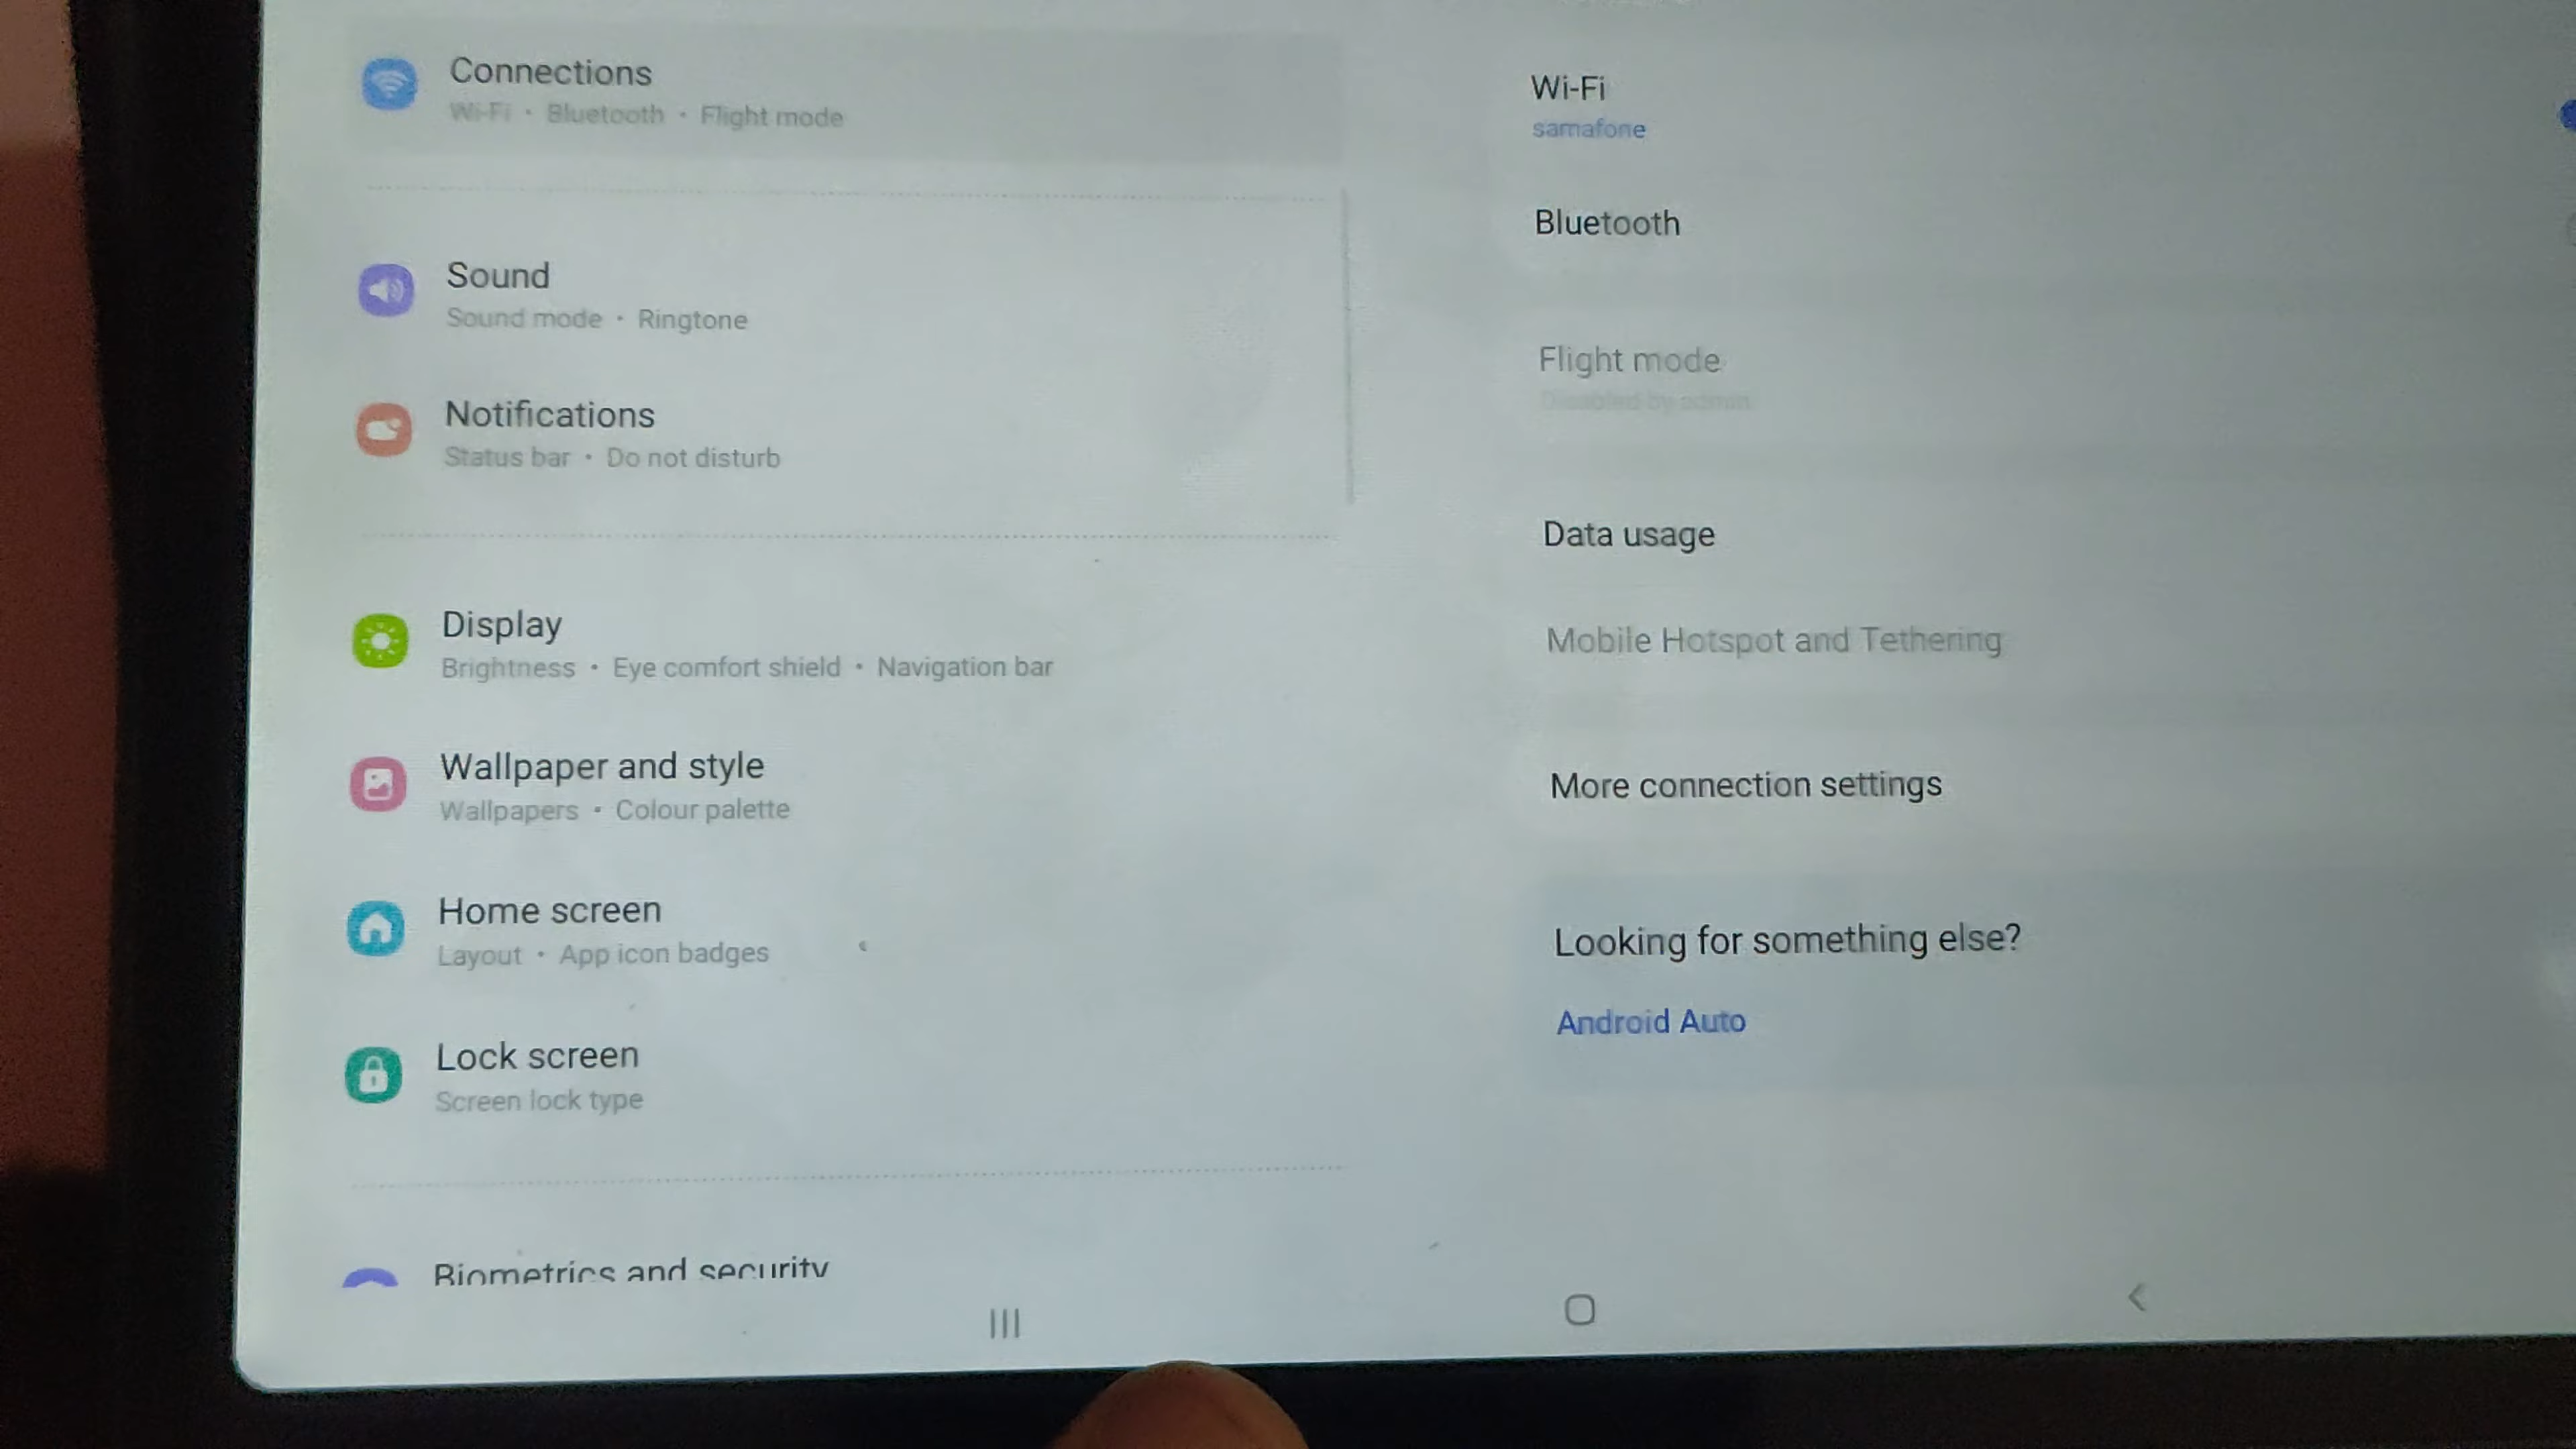 Connections
Wi-Fi • Bluetooth • Flight mode
Sound
Sound mode • Ringtone
Notifications
Status bar • Do not disturb
Display
Brightness • Eye comfort shield • Navigation bar
Wallpaper and style
Wallpapers • Colour palette
Home screen
Layout • App icon badges
Lock screen
Screen lock type
Biometrics and security
Wi-Fi
samafone
Bluetooth
Flight mode
Disabled by admin.
Data usage
Mobile Hotspot and Tethering
More connection settings
Looking for something else?
Android Auto